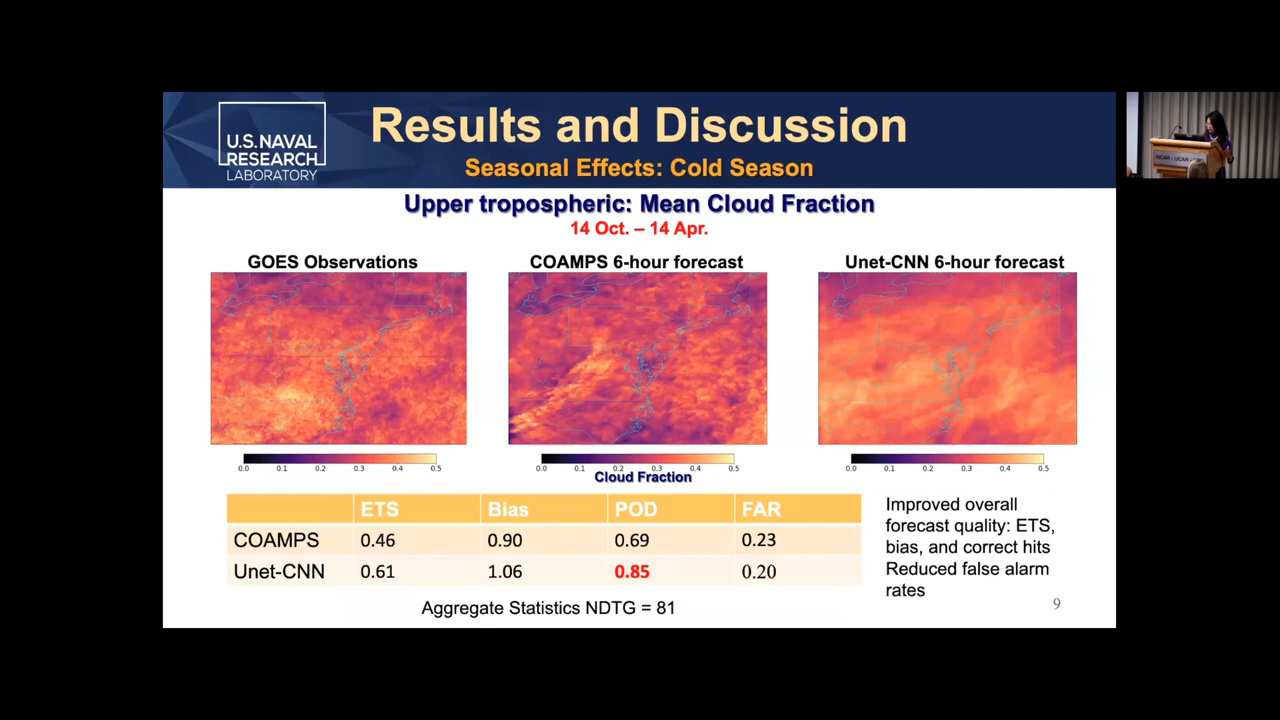 U.S. NAVAL
RESEARCH
LABORATORY
Results and Discussion
Seasonal Effects: Cold Season
Upper tropospheric: Mean Cloud Fraction
14 Oct. – 14 Apr.
GOES Observations
COAMPS 6-hour forecast
Unet-CNN 6-hour forecast
0.0 0.1 0.2 0.3 0.4 0.5
0.0 0.1 0.2 0.3 0.4 0.5
0.0 0.1 0.2 0.3 0.4 0.5
Cloud Fraction
ETS Bias POD FAR
COAMPS 0.46 0.90 0.69 0.23
Unet-CNN 0.61 1.06 0.85 0.20
Aggregate Statistics NDTG = 81
Improved overall
forecast quality: ETS,
bias, and correct hits
Reduced false alarm
rates
9